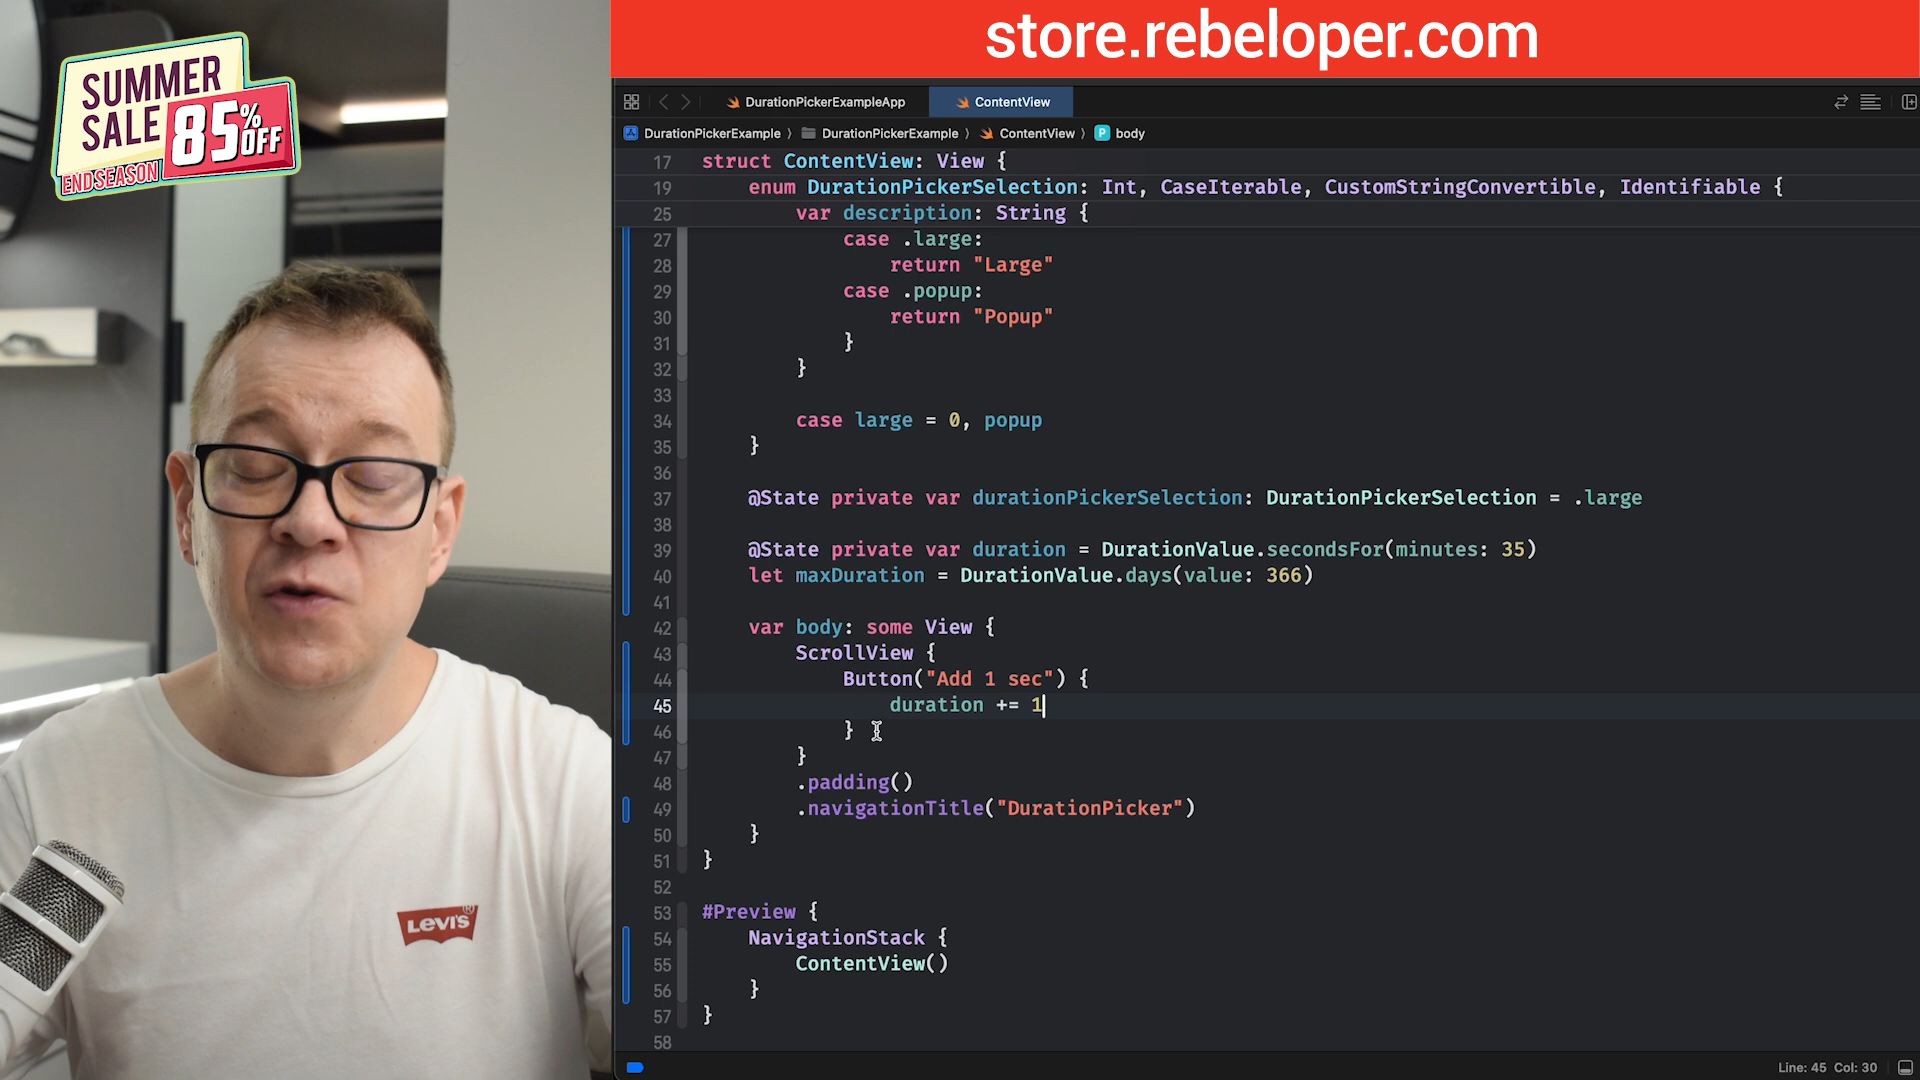 store.rebeloper.com
SUMMER
SALE
85% OFF
END SEASON
DurationPickerExampleApp
ContentView
DurationPickerExample 〉 DurationPickerExample 〉 ContentView 〉 P body
17 struct ContentView: View {
19 enum DurationPickerSelection: Int, CaseIterable, CustomStringConvertible, Identifiable {
25 var description: String {
27 case .large:
28 return "Large"
29 case .popup:
30 return "Popup"
31 }
32 }
33
34 case large = 0, popup
35 }
36
37 @State private var durationPickerSelection: DurationPickerSelection = .large
38
39 @State private var duration = DurationValue.secondsFor(minutes: 35)
40 let maxDuration = DurationValue.days(value: 366)
41
42 var body: some View {
43 ScrollView {
44 Button("Add 1 sec") {
45 duration += 1
46 }
47 }
48 .padding()
49 .navigationTitle("DurationPicker")
50 }
51 }
52
53 #Preview {
54 NavigationStack {
55 ContentView()
56 }
57 }
58
Line: 45 Col: 30
LEVI'S®